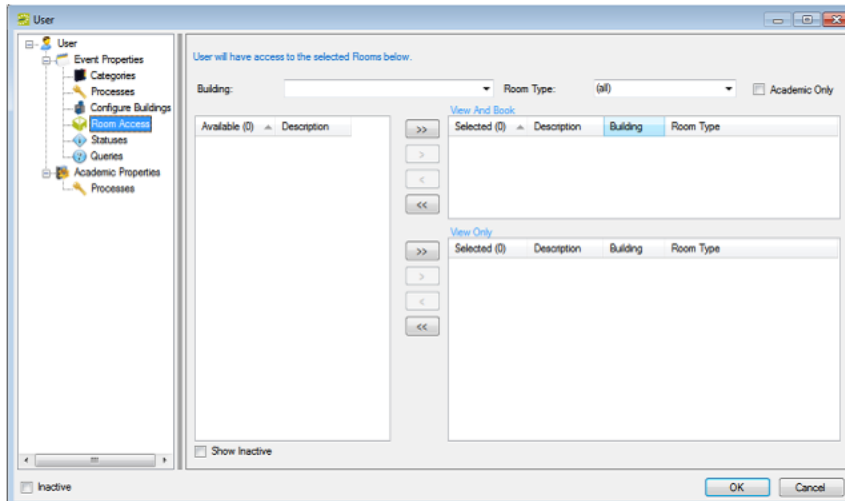 User
User
Event Properties
Categories
Processes
Configure Buildings
Room Access
Statuses
Queries
Academic Properties
Processes
User will have access to the selected Rooms below.
Building: Room Type: (all) Academic Only
View And Book
Available (0) Description >> Selected (0) Description Building Room Type
>
<
<<
View Only
>> Selected (0) Description Building Room Type
>
<
<<
Show Inactive
Inactive OK Cancel